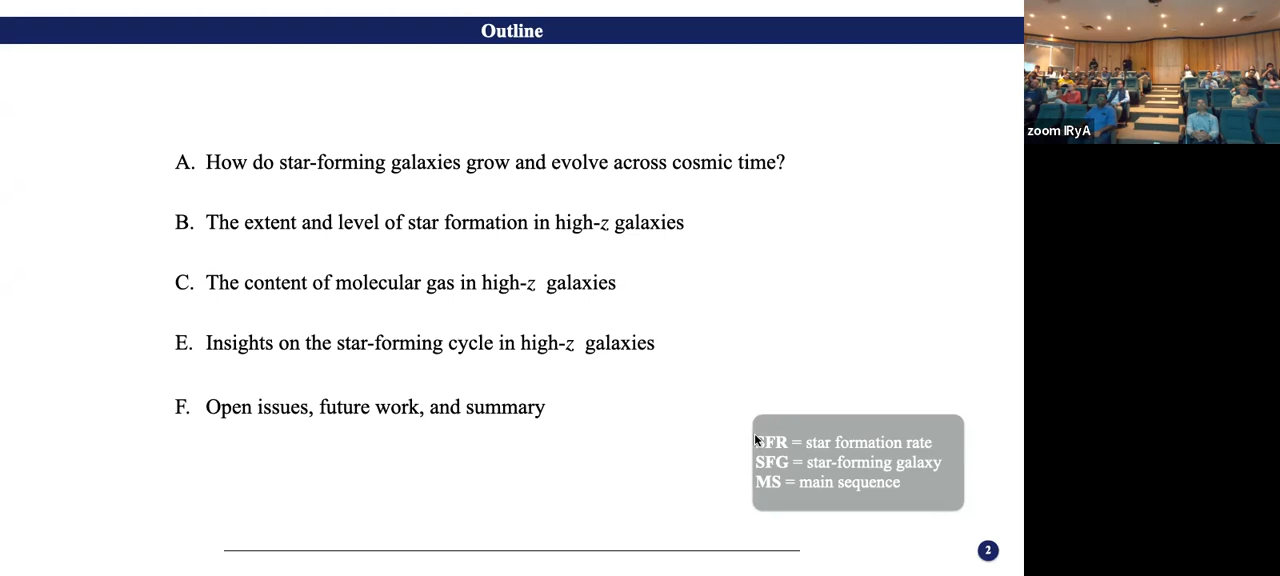 Outline
A. How do star-forming galaxies grow and evolve across cosmic time?
B. The extent and level of star formation in high-z galaxies
C. The content of molecular gas in high-z galaxies
E. Insights on the star-forming cycle in high-z galaxies
F. Open issues, future work, and summary
SFR = star formation rate
SFG = star-forming galaxy
MS = main sequence
2
zoom IRyA